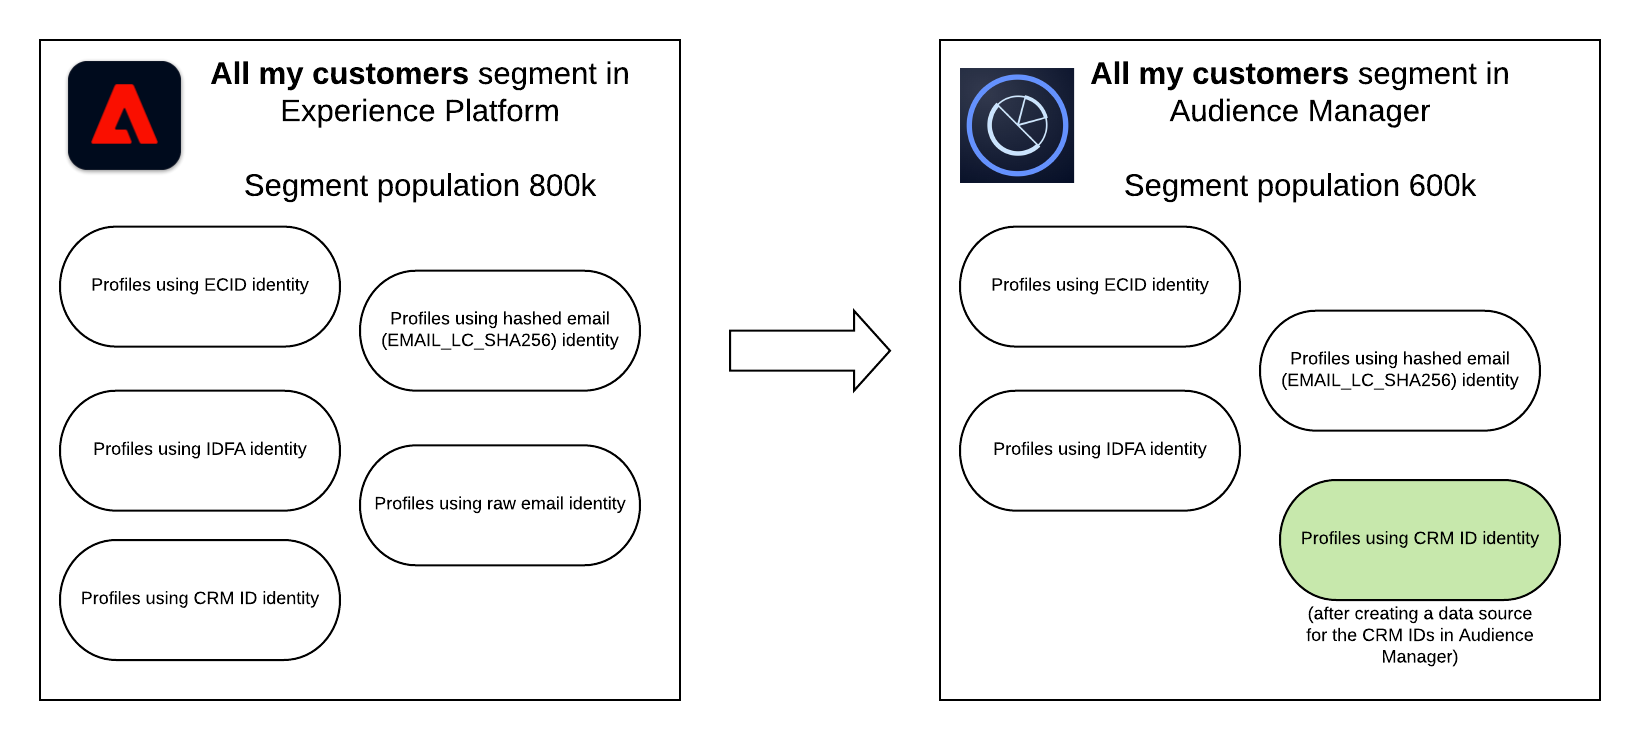 All my customers segment in
Experience Platform
Segment population 800k
Profiles using ECID identity
Profiles using hashed email
(EMAIL_LC_SHA256) identity
Profiles using IDFA identity
Profiles using raw email identity
Profiles using CRM ID identity
All my customers segment in
Audience Manager
Segment population 600k
Profiles using ECID identity
Profiles using hashed email
(EMAIL_LC_SHA256) identity
Profiles using IDFA identity
Profiles using CRM ID identity
(after creating a data source
for the CRM IDs in Audience
Manager)